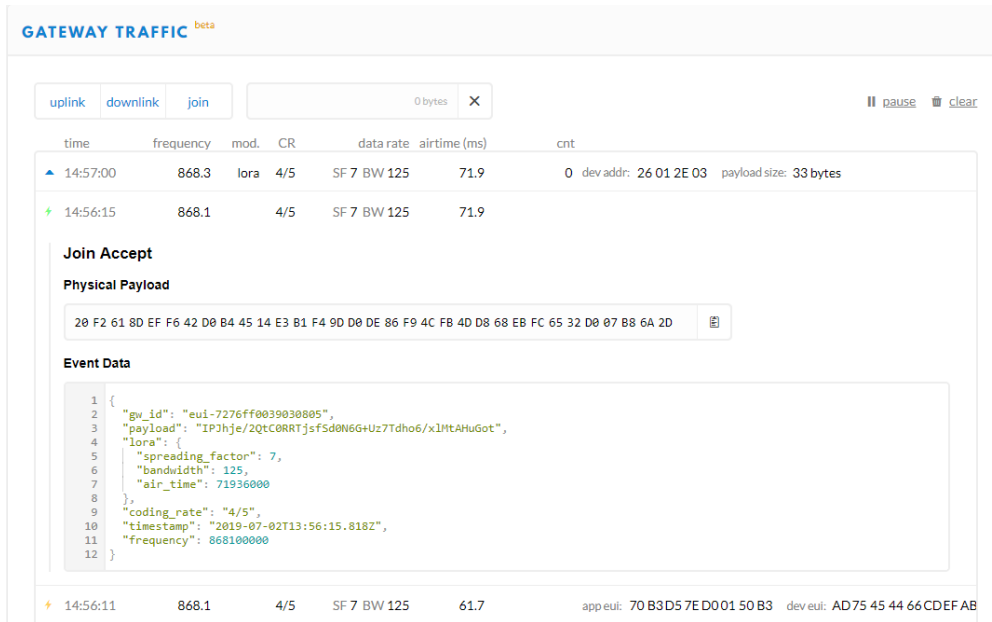 GATEWAY TRAFFIC beta
uplink downlink join 0 bytes pause clear
time frequency mod. CR data rate airtime (ms) cnt
14:57:00 868.3 lora 4/5 SF 7 BW 125 71.9 0 dev addr: 26 01 2E 03 payload size: 33 bytes
14:56:15 868.1 4/5 SF 7 BW 125 71.9
Join Accept
Physical Payload
20 F2 61 8D EF F6 42 D0 B4 45 14 E3 B1 F4 9D D0 DE 86 F9 4C FB 4D D8 68 EB FC 65 32 D0 07 B8 6A 2D
Event Data
1 {
2 "gw_id": "eui-7276ff0039030805",
3 "payload": "IPJhje/2QtC0RRTjsfSd0N6G+Uz7Tdho6/xlMtAHuGot",
4 "lora": {
5 "spreading_factor": 7,
6 "bandwidth": 125,
7 "air_time": 71936000
8 },
9 "coding_rate": "4/5",
10 "timestamp": "2019-07-02T13:56:15.818Z",
11 "frequency": 868100000
12 }
14:56:11 868.1 4/5 SF 7 BW 125 61.7 app eui: 70 B3 D5 7E D0 01 50 B3 dev eui: AD 75 45 44 66 CD EF AB